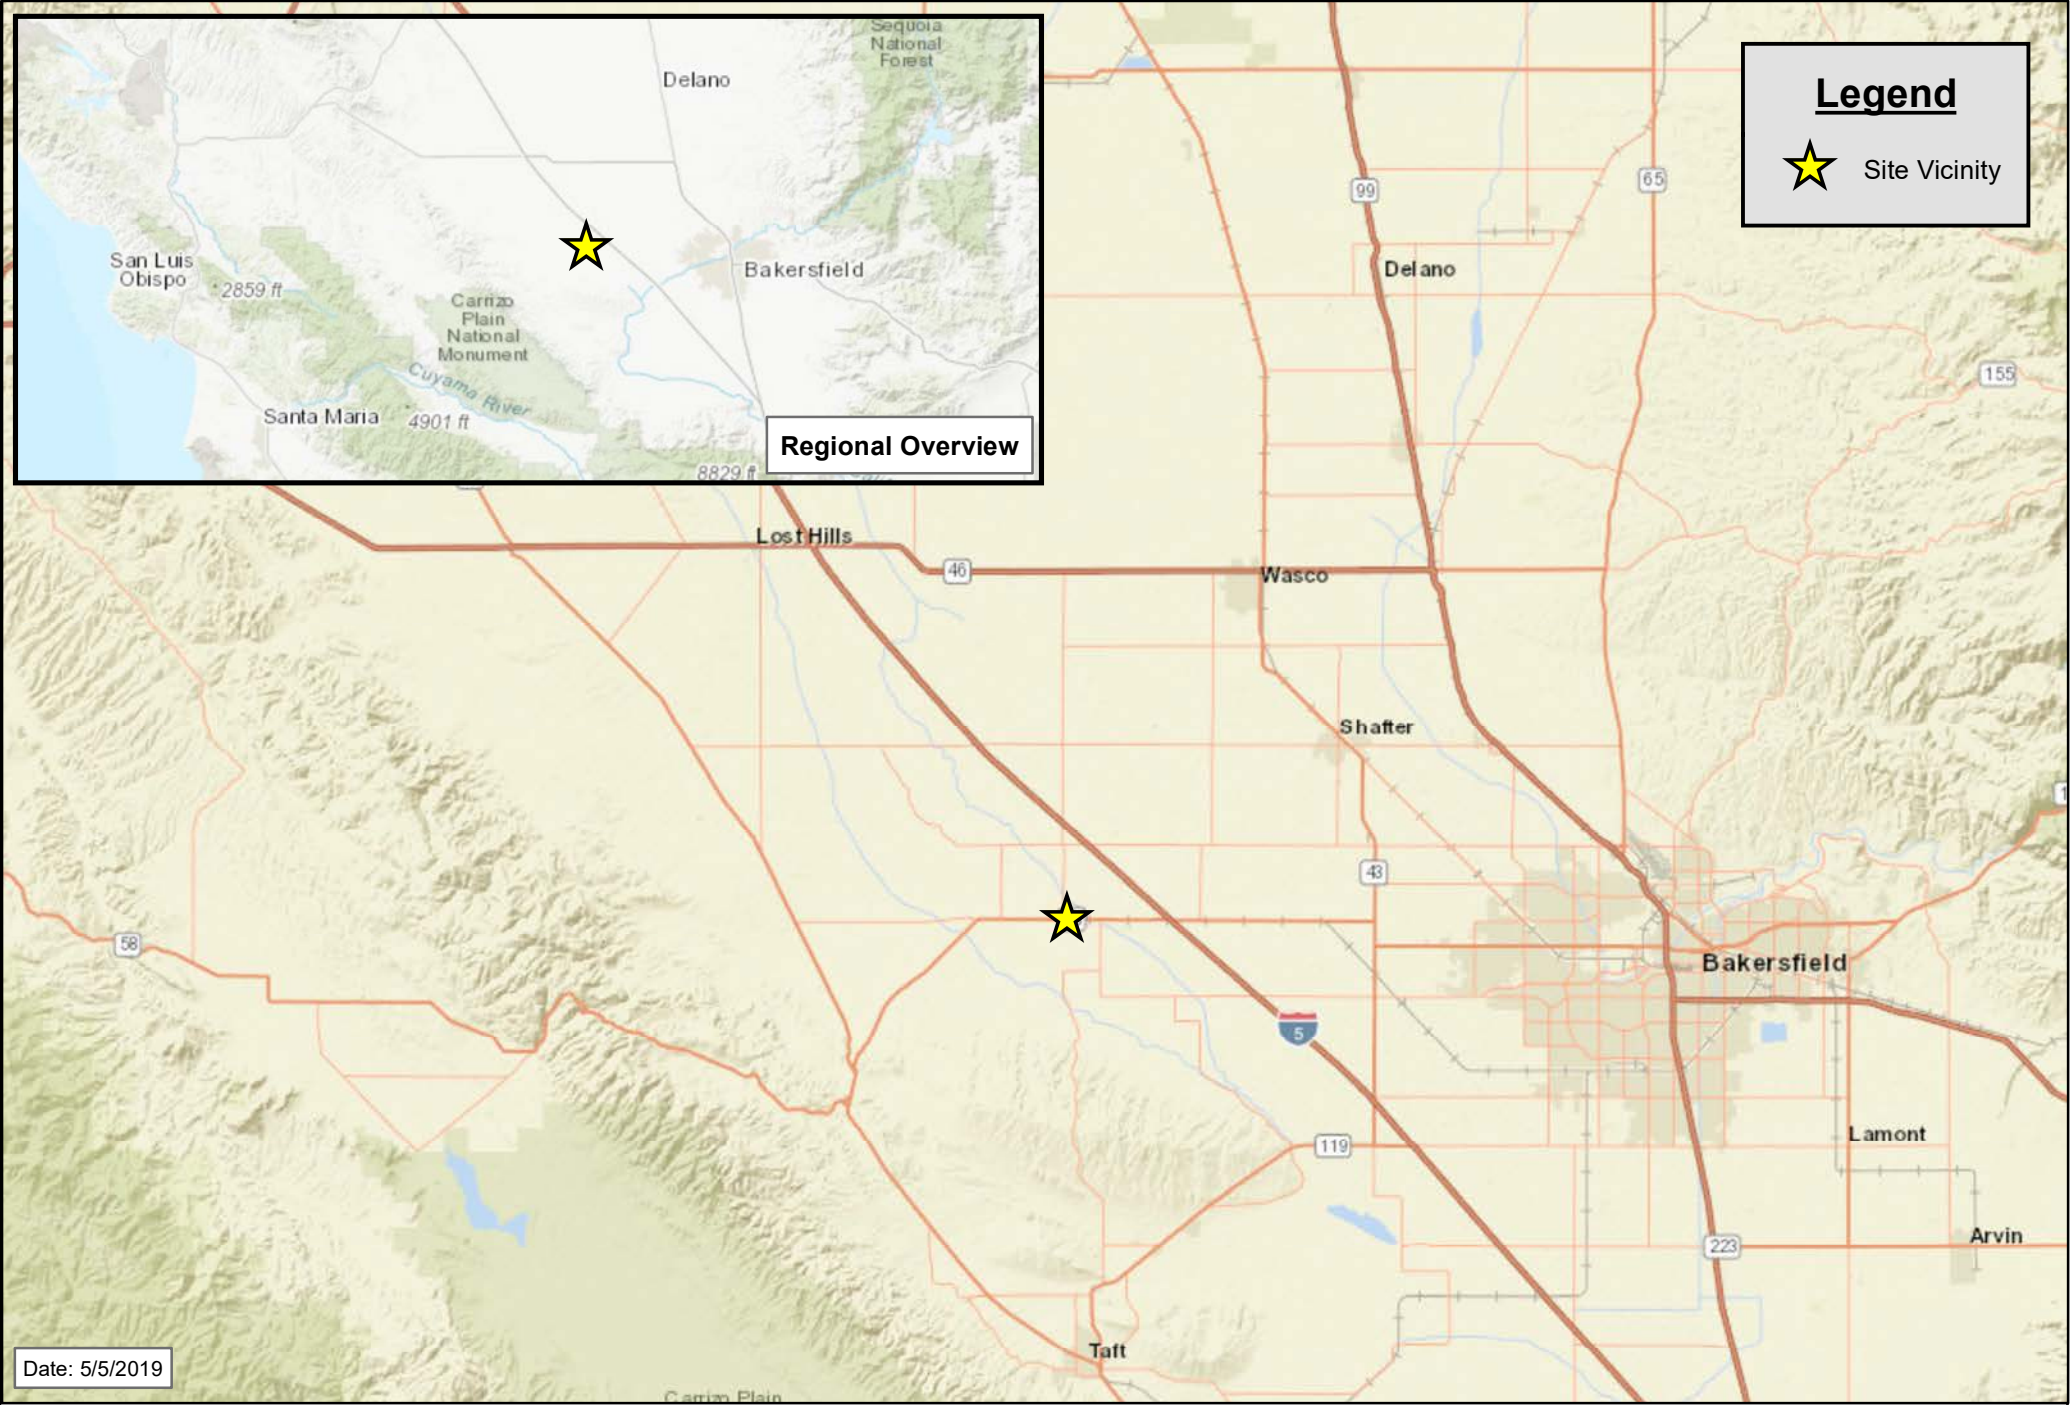 Sequoia
National
Forest
Delano
San Luis
Obispo
2859 ft
Bakersfield
Carrizo
Plain
National
Monument
Cuyama River
Santa Maria
4901 ft
8829 ft
Regional Overview
Legend
Site Vicinity
99
65
Delano
155
Lost Hills
46
Wasco
Shafter
43
58
Bakersfield
5
119
Lamont
223
Arvin
Taft
Date: 5/5/2019
Carrizo Plain